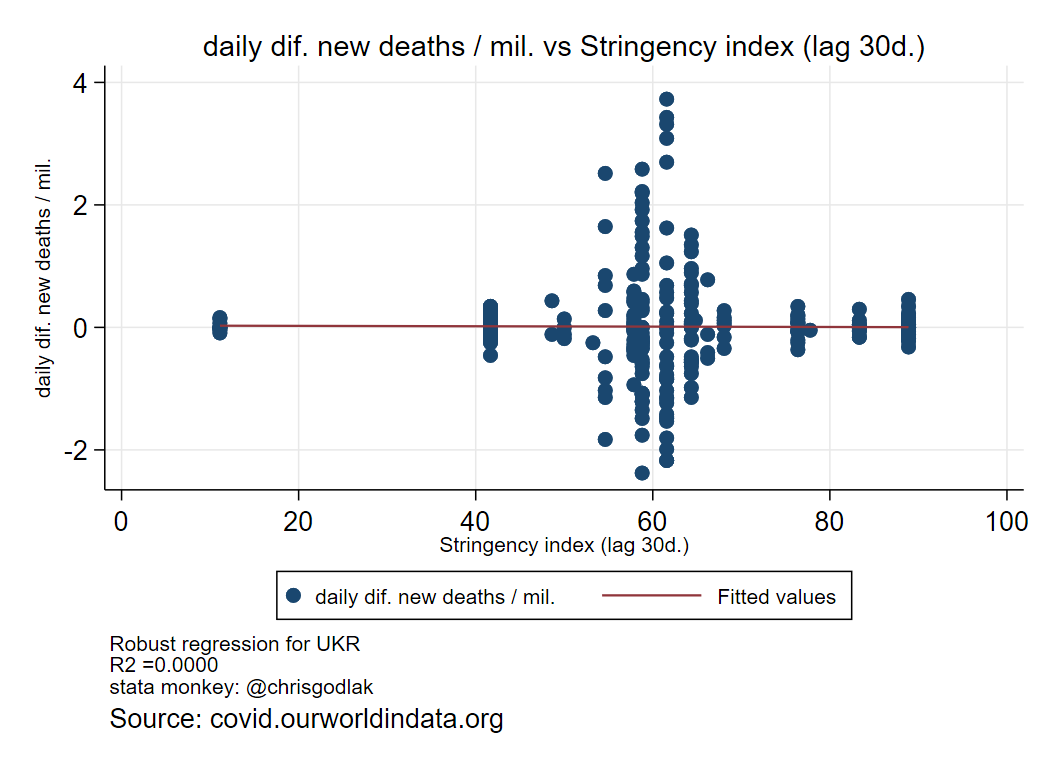 daily dif. new deaths / mil. vs Stringency index (lag 30d.)
daily dif. new deaths / mil.
4
2
0
-2
0 20 40 60 80 100
Stringency index (lag 30d.)
daily dif. new deaths / mil. Fitted values
Robust regression for UKR
R2 =0.0000
stata monkey: @chrisgodlak
Source: covid.ourworldindata.org